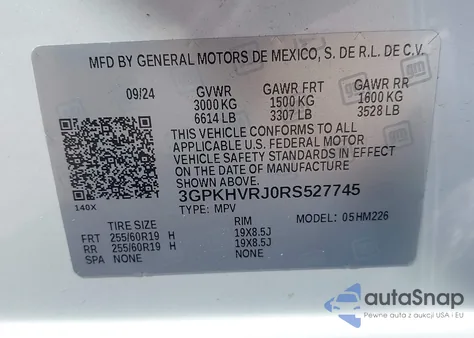 MFD BY GENERAL MOTORS DE MEXICO, S. DE R.L. DE C.V.
09/24 GVWR GAWR FRT GAWR RR
3000 KG 1500 KG 1600 KG
6614 LB 3307 LB 3528 LB
THIS VEHICLE CONFORMS TO ALL
APPLICABLE U.S. FEDERAL MOTOR
VEHICLE SAFETY STANDARDS IN EFFECT
ON THE DATE OF MANUFACTURE
SHOWN ABOVE.
3GPKHVRJ0RS527745
140X TYPE: MPV MODEL: 05HM226
TIRE SIZE RIM
FRT 255/60R19 H 19X8.5J
RR 255/60R19 H 19X8.5J
SPA NONE NONE
autoSnap
Pewne auta z USA i EU